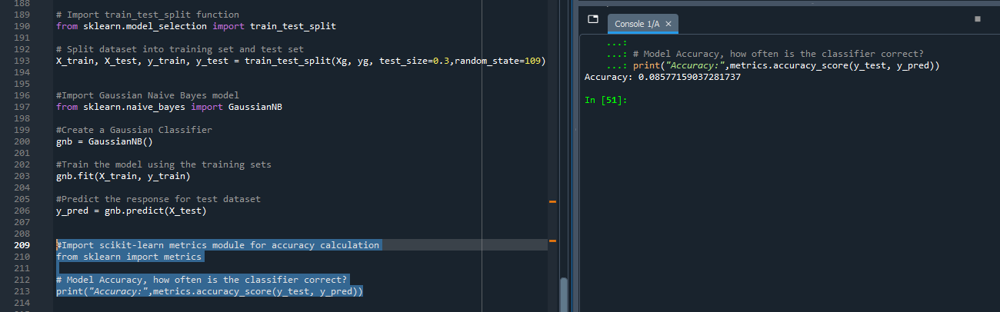 188
189 # Import train_test_split function
190 from sklearn.model_selection import train_test_split
191
192 # Split dataset into training set and test set
193 X_train, X_test, y_train, y_test = train_test_split(Xg, yg, test_size=0.3,random_state=109)
194
195
196 #Import Gaussian Naive Bayes model
197 from sklearn.naive_bayes import GaussianNB
198
199 #Create a Gaussian Classifier
200 gnb = GaussianNB()
201
202 #Train the model using the training sets
203 gnb.fit(X_train, y_train)
204
205 #Predict the response for test dataset
206 y_pred = gnb.predict(X_test)
207
208
209 #Import scikit-learn metrics module for accuracy calculation
210 from sklearn import metrics
211
212 # Model Accuracy, how often is the classifier correct?
213 print("Accuracy:",metrics.accuracy_score(y_test, y_pred))
214
Console 1/A ×
...:
...: # Model Accuracy, how often is the classifier correct?
...: print("Accuracy:",metrics.accuracy_score(y_test, y_pred))
Accuracy: 0.08577159037281737
In [51]: